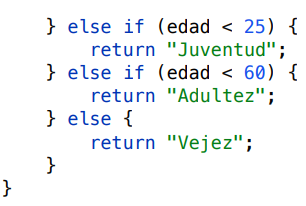 } else if (edad < 25) {
        return "Juventud";
    } else if (edad < 60) {
        return "Adultez";
    } else {
        return "Vejez";
    }
}